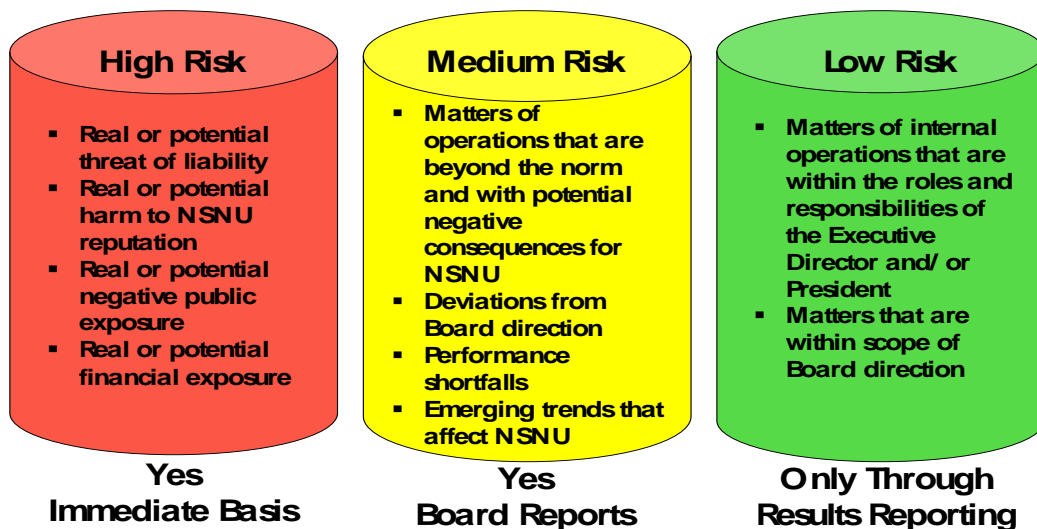 High Risk
▪ Real or potential
threat of liability
▪ Real or potential
harm to NSNU
reputation
▪ Real or potential
negative public
exposure
▪ Real or potential
financial exposure
Yes
Immediate Basis
Medium Risk
▪ Matters of
operations that are
beyond the norm
and with potential
negative
consequences for
NSNU
▪ Deviations from
Board direction
▪ Performance
shortfalls
▪ Emerging trends that
affect NSNU
Yes
Board Reports
Low Risk
▪ Matters of internal
operations that are
within the roles and
responsibilities of
the Executive
Director and/ or
President
▪ Matters that are
within scope of
Board direction
Only Through
Results Reporting